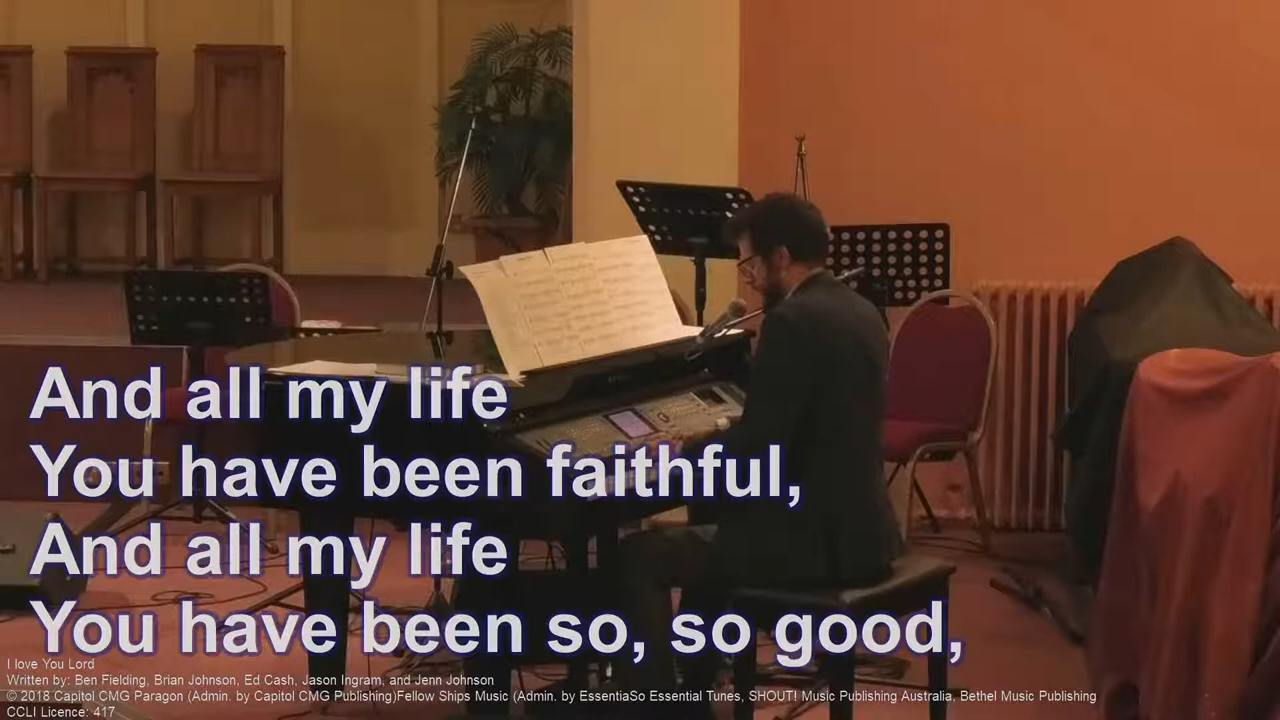 And all my life
You have been faithful,
And all my life
You have been so, so good,
I love You Lord
Written by: Ben Fielding, Brian Johnson, Ed Cash, Jason Ingram, and Jenn Johnson
© 2018 Capitol CMG Paragon (Admin. by Capitol CMG Publishing)Fellow Ships Music (Admin. by EssentiaSo Essential Tunes, SHOUT! Music Publishing Australia, Bethel Music Publishing
CCLI Licence: 417